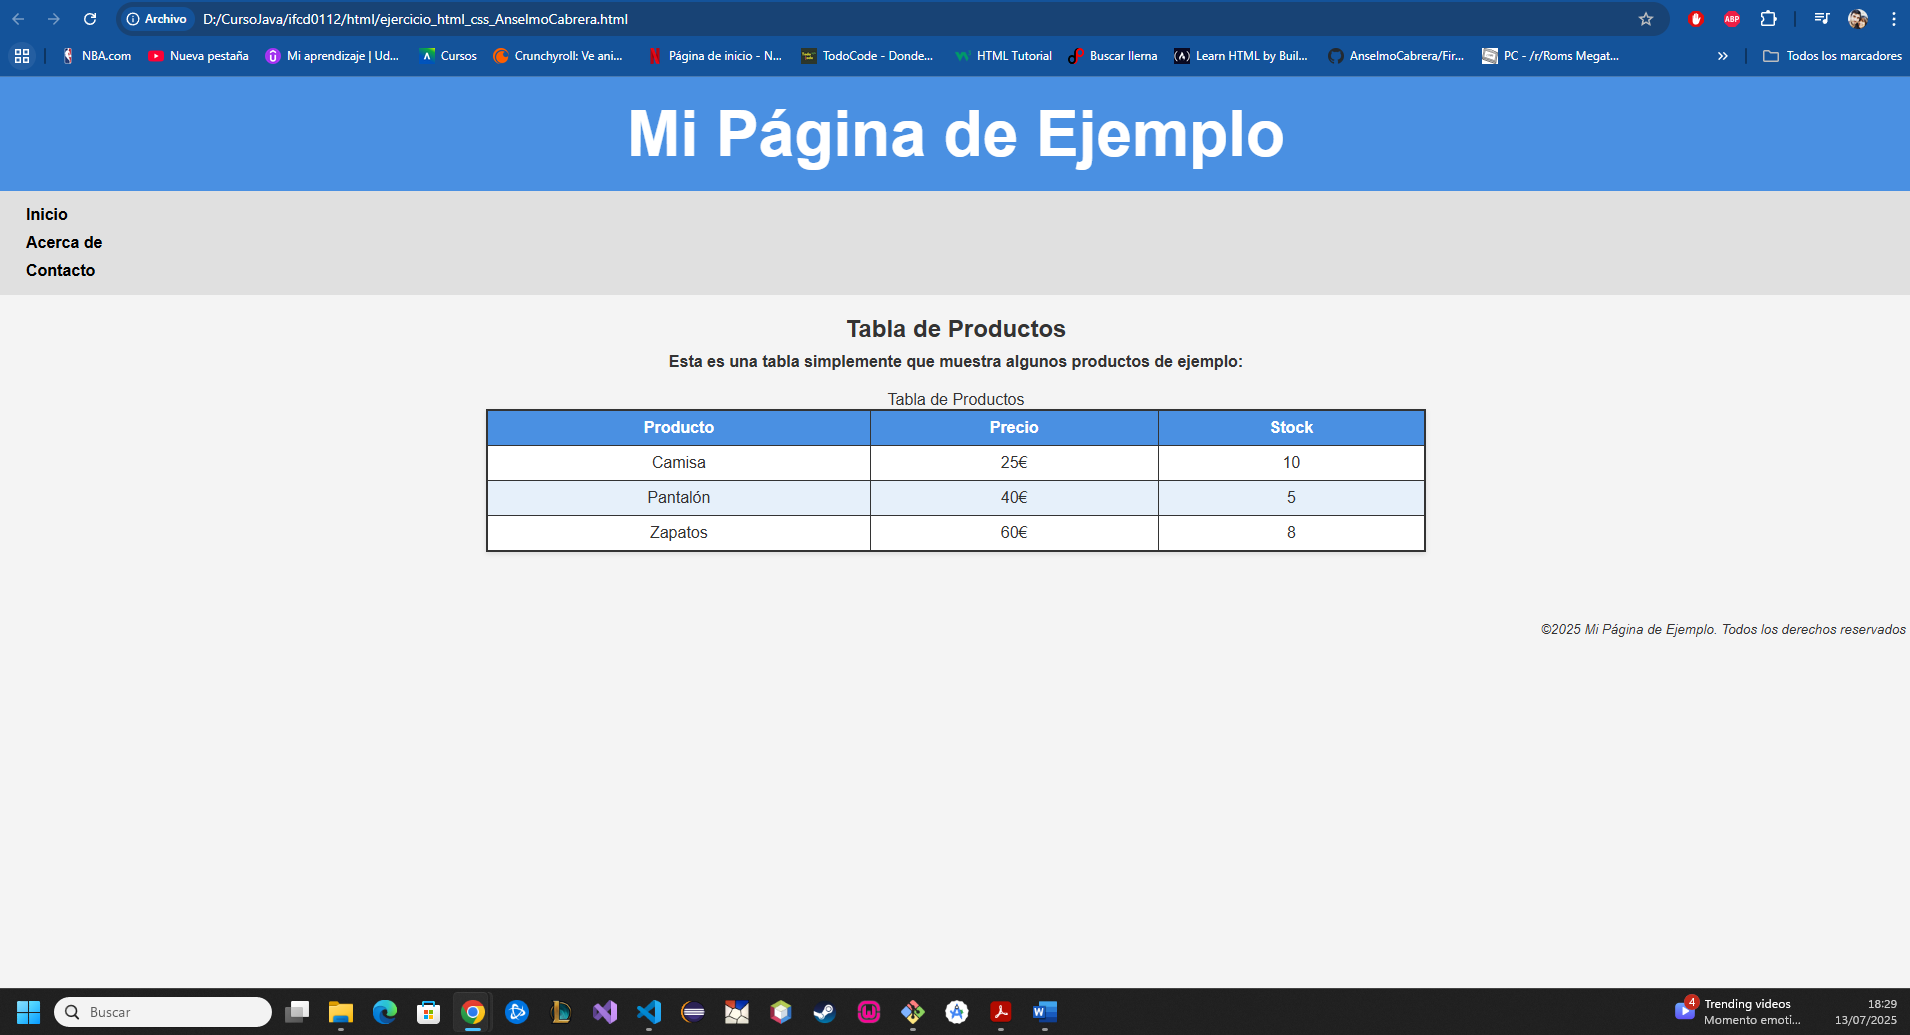 Archivo D:/CursoJava/ifcd0112/html/ejercicio_html_css_AnselmoCabrera.html ABP
NBA.com Nueva pestaña Mi aprendizaje | Ud... Cursos Crunchyroll: Ve ani... Página de inicio - N... TodoCode - Donde... HTML Tutorial Buscar llerna Learn HTML by Buil... AnselmoCabrera/Fir... PC - /r/Roms Megat... » Todos los marcadores
Mi Página de Ejemplo
Inicio
Acerca de
Contacto
Tabla de Productos
Esta es una tabla simplemente que muestra algunos productos de ejemplo:
Tabla de Productos
Producto Precio Stock
Camisa 25€ 10
Pantalón 40€ 5
Zapatos 60€ 8
©2025 Mi Página de Ejemplo. Todos los derechos reservados
Buscar
4 Trending videos
Momento emoti...
18:29
13/07/2025